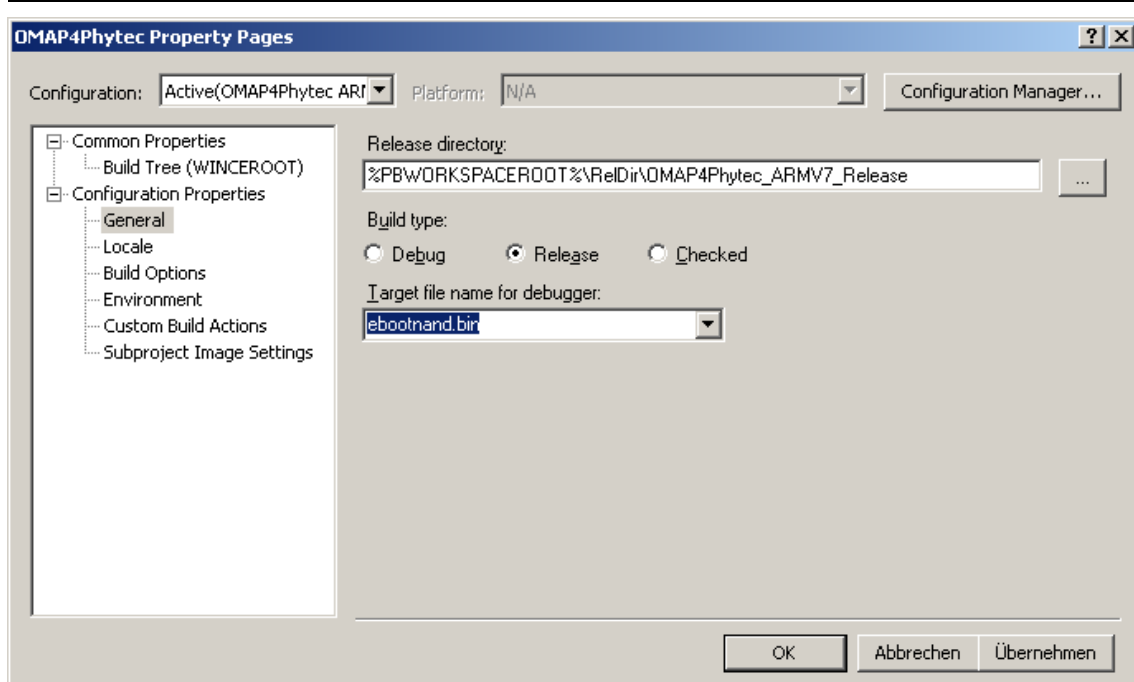 OMAP4Phytec Property Pages
Configuration: Active(OMAP4Phytec ARM Platform: N/A Configuration Manager...
Common Properties
Build Tree (WINCEROOT)
Configuration Properties
General
Locale
Build Options
Environment
Custom Build Actions
Subproject Image Settings
Release directory:
%PBWORKSPACEROOT%\RelDir\OMAP4Phytec_ARMV7_Release
...
Build type:
Debug Release Checked
Target file name for debugger:
ebootnand.bin
OK Abbrechen Übernehmen